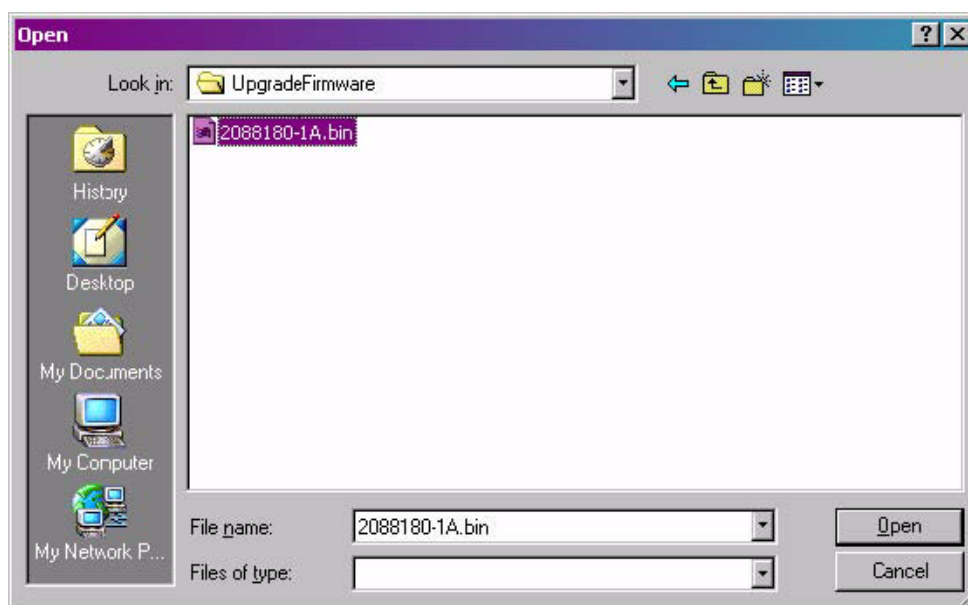 Open
Look in:
UpgradeFirmware
2088180-1A.bin
History
Desktop
My Documents
My Computer
My Network P...
File name:
2088180-1A.bin
Open
Files of type:
Cancel